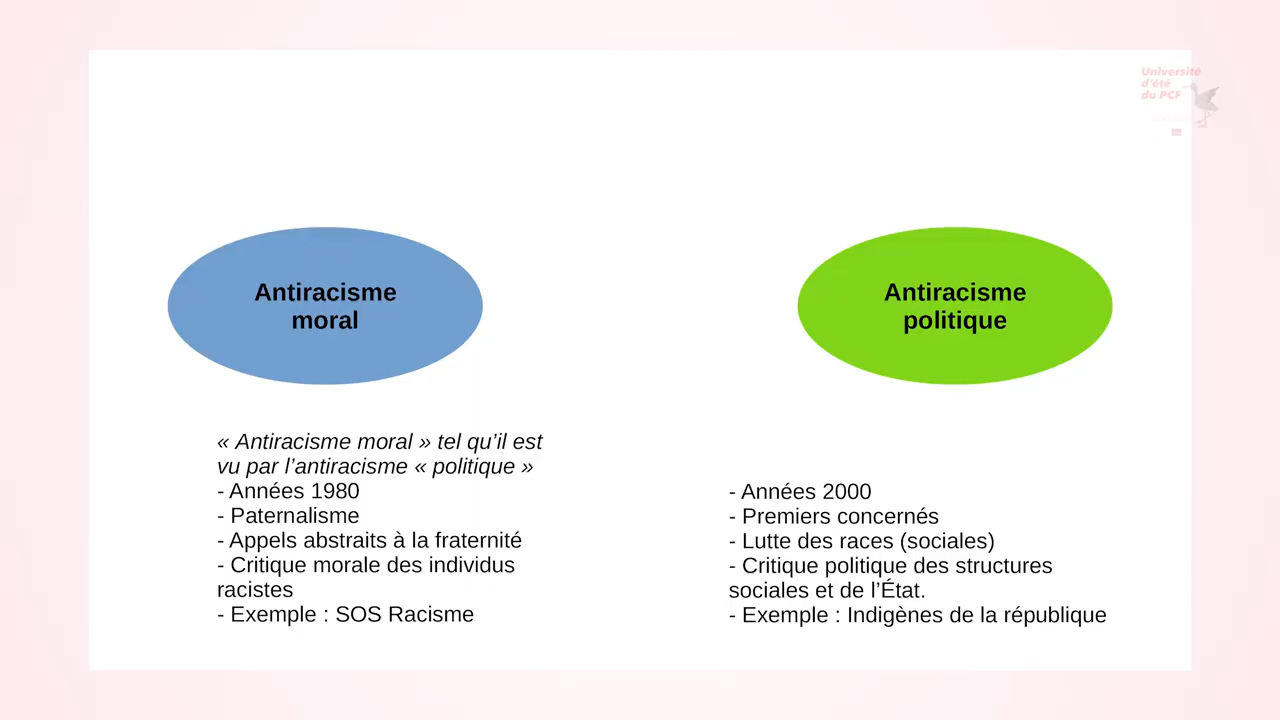 Université
d'été
du PCF
Antiracisme
moral
Antiracisme
politique
« Antiracisme moral » tel qu'il est
vu par l'antiracisme « politique »
- Années 1980
- Paternalisme
- Appels abstraits à la fraternité
- Critique morale des individus
racistes
- Exemple : SOS Racisme
- Années 2000
- Premiers concernés
- Lutte des races (sociales)
- Critique politique des structures
sociales et de l'État.
- Exemple : Indigènes de la république